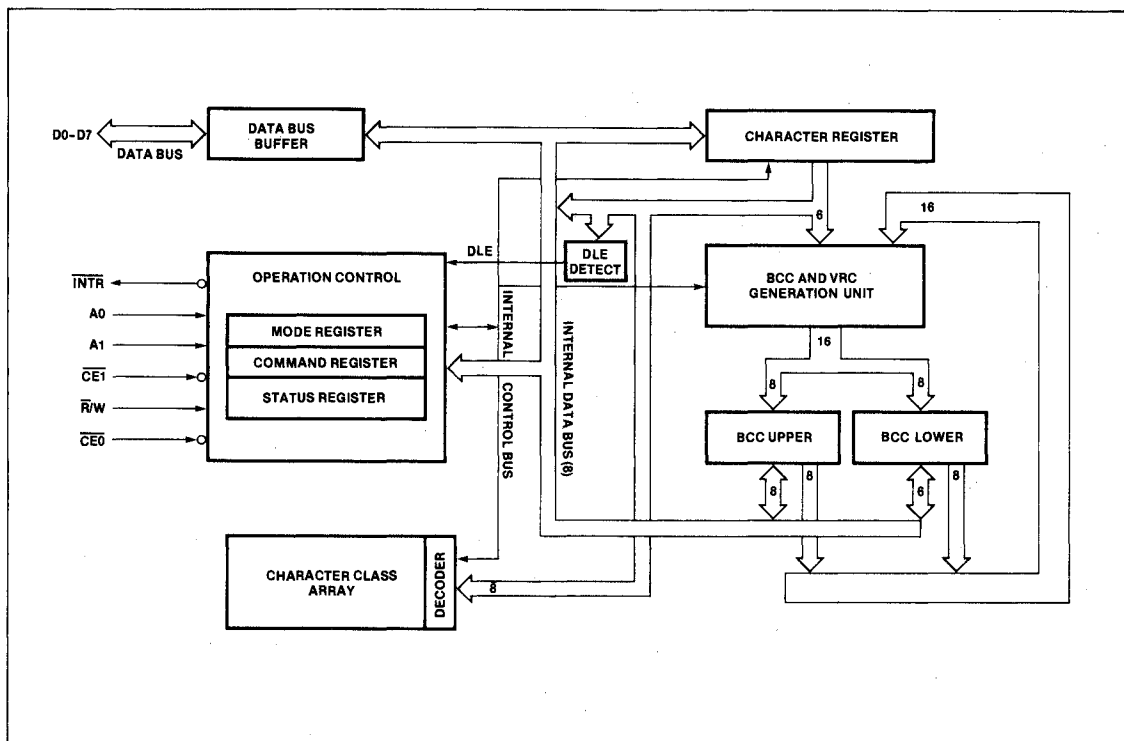 D0-D7
DATA BUS
DATA BUS
BUFFER
CHARACTER REGISTER
6
16
DLE
DLE
DETECT
BCC AND VRC
GENERATION UNIT
INTR
A0
A1
CE1
R/W
CE0
OPERATION CONTROL
MODE REGISTER
COMMAND REGISTER
STATUS REGISTER
INTERNAL CONTROL BUS
INTERNAL DATA BUS (8)
16
8
8
BCC UPPER
BCC LOWER
8
8
6
8
CHARACTER CLASS
ARRAY
DECODER
8